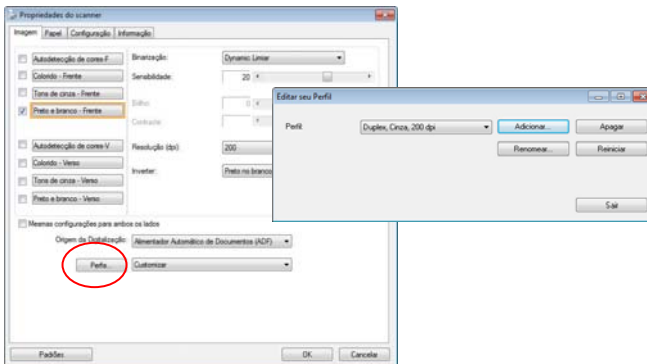 Propriedades do scanner
Imagem Papel Configuração Informação
Autodetecção de cores-F
Colorido - Frente
Tons de cinza - Frente
Preto e branco - Frente
Autodetecção de cores-V
Colorido - Verso
Tons de cinza - Verso
Preto e branco - Verso
Binarização: Dynamic Limiar
Sensibilidade: 20
Brilho: 0
Contraste:
Resolução (dpi): 200
Inverter: Preto no branco
Mesmas configurações para ambos os lados
Origem da Digitalização: Alimentador Automático de Documentos (ADF)
Perfis... Customizar
Padrões OK Cancelar
Editar seu Perfil
Perfil: Duplex, Cinza, 200 dpi Adicionar... Apagar
Renomear... Reiniciar
Sair